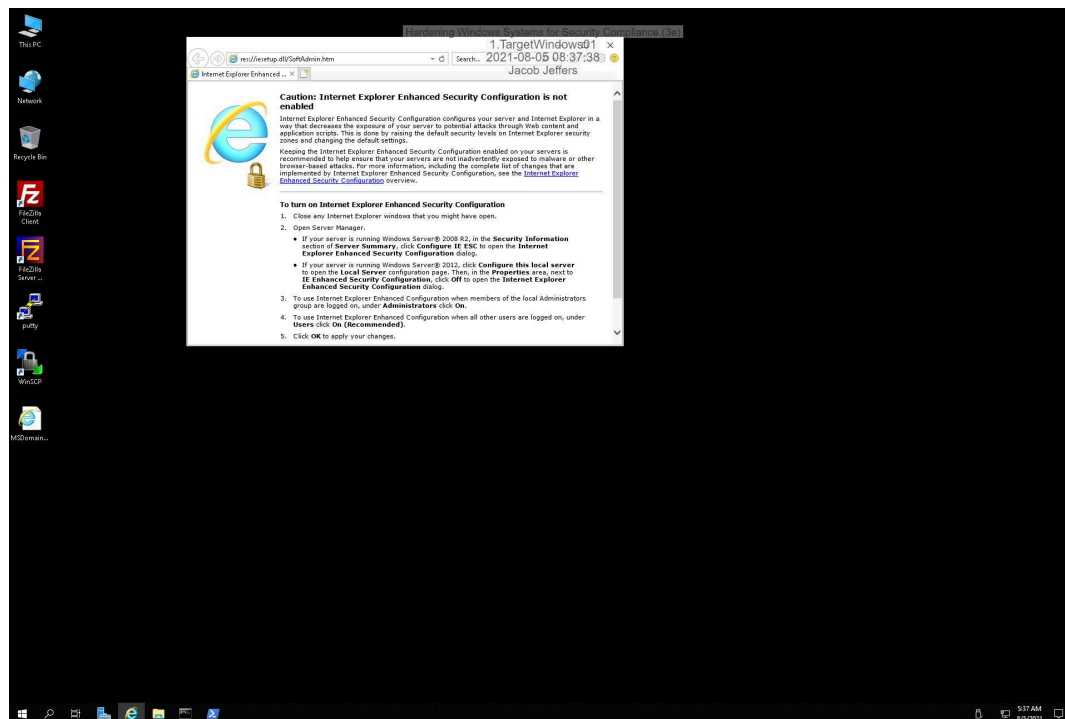 This PC
Network
Recycle Bin
FileZilla
Client
FileZilla
Server ...
putty
WinSCP
MSDomain...
Hardening Windows Systems for Security Compliance (3e)
1.TargetWindows01
2021-08-05 08:37:38
Jacob Jeffers
res://iesetup.dll/SoftAdmin.htm
Search...
Internet Explorer Enhanced ...
Caution: Internet Explorer Enhanced Security Configuration is not
enabled
Internet Explorer Enhanced Security Configuration configures your server and Internet Explorer in a
way that decreases the exposure of your server to potential attacks through Web content and
application scripts. This is done by raising the default security levels on Internet Explorer security
zones and changing the default settings.
Keeping the Internet Explorer Enhanced Security Configuration enabled on your servers is
recommended to help ensure that your servers are not inadvertently exposed to malware or other
browser-based attacks. For more information, including the complete list of changes that are
implemented by Internet Explorer Enhanced Security Configuration, see the Internet Explorer
Enhanced Security Configuration overview.
To turn on Internet Explorer Enhanced Security Configuration
1. Close any Internet Explorer windows that you might have open.
2. Open Server Manager.
• If your server is running Windows Server® 2008 R2, in the Security Information
section of Server Summary, click Configure IE ESC to open the Internet
Explorer Enhanced Security Configuration dialog.
• If your server is running Windows Server® 2012, click Configure this local server
to open the Local Server configuration page. Then, in the Properties area, next to
IE Enhanced Security Configuration, click Off to open the Internet Explorer
Enhanced Security Configuration dialog.
3. To use Internet Explorer Enhanced Configuration when members of the local Administrators
group are logged on, under Administrators click On.
4. To use Internet Explorer Enhanced Configuration when all other users are logged on, under
Users click On (Recommended).
5. Click OK to apply your changes.
5:37 AM
8/5/2021